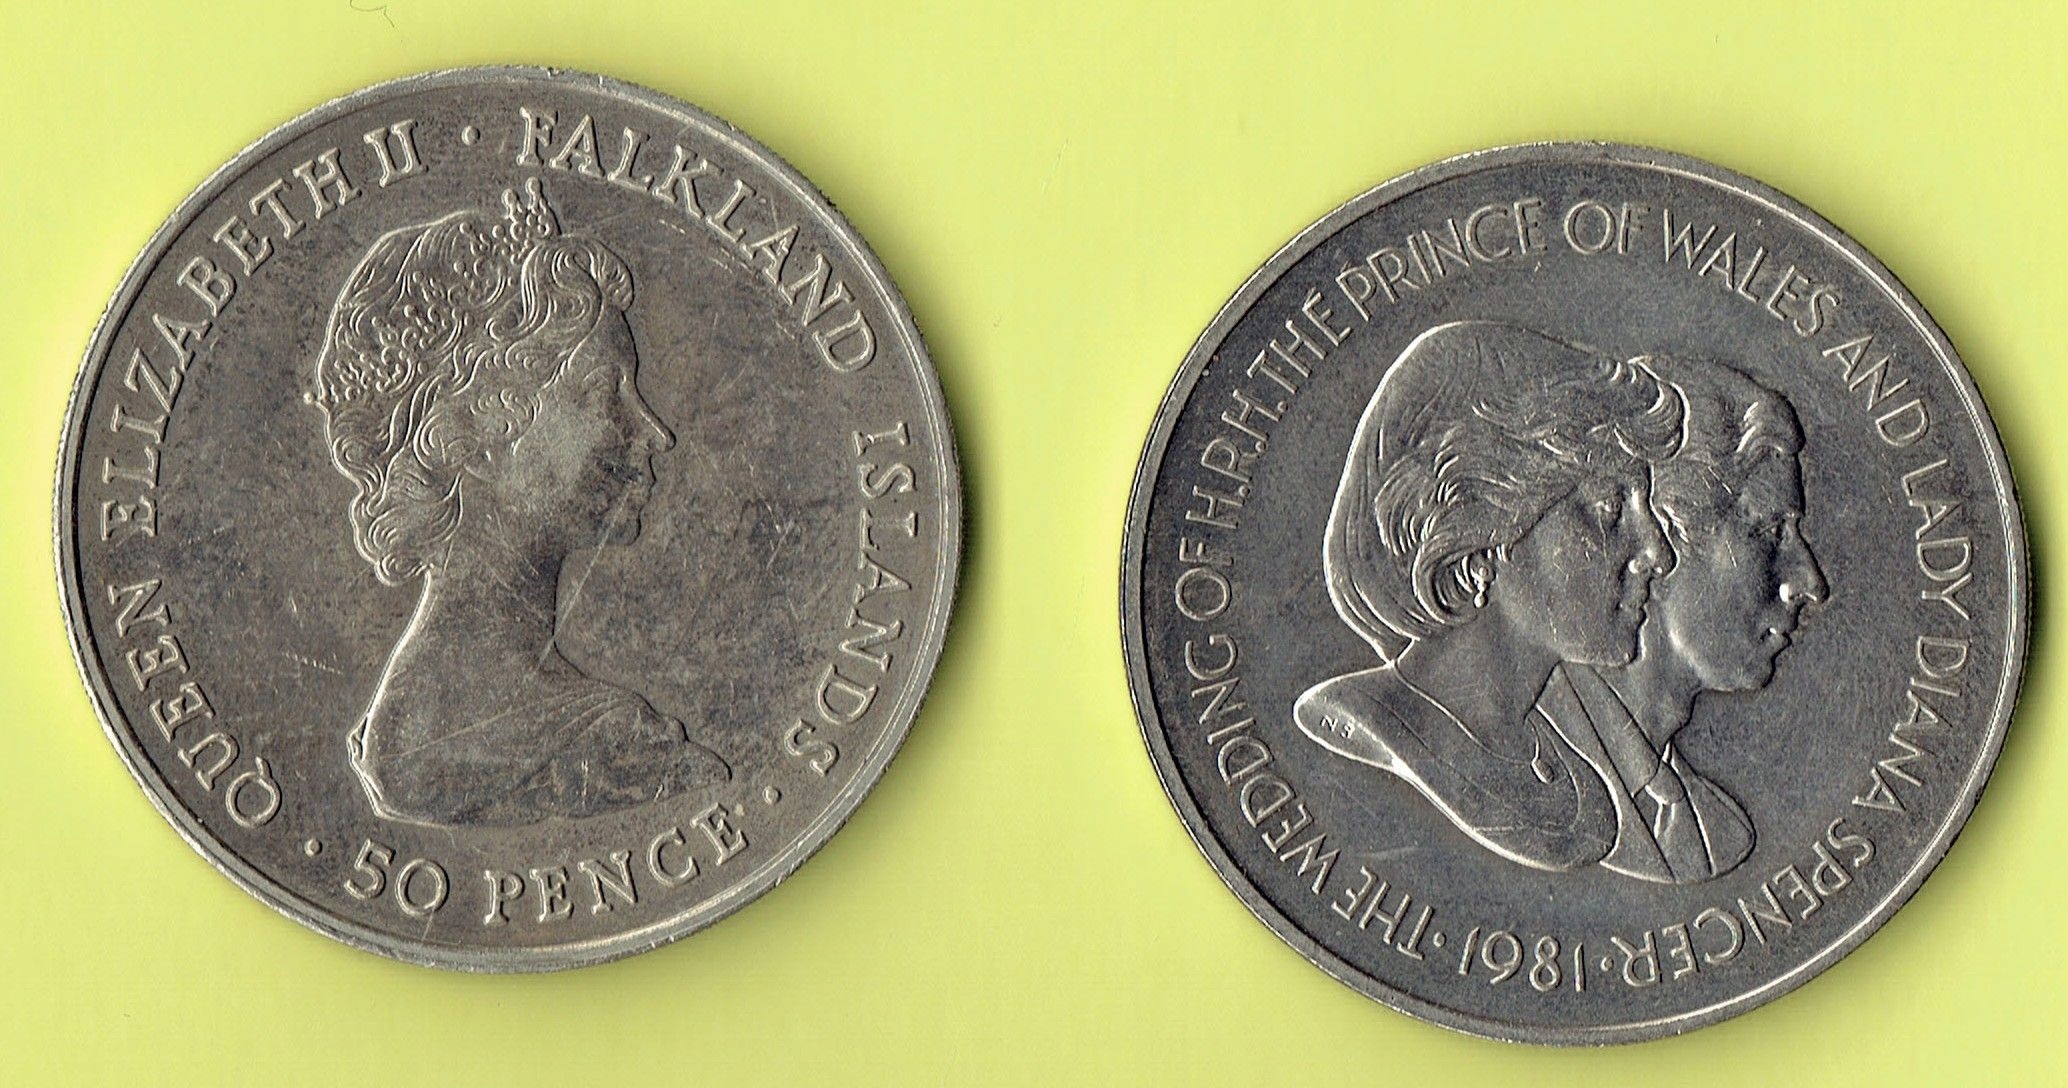 QUEEN ELIZABETH II · FALKLAND ISLANDS ·
· 50 PENCE ·
· THE WEDDING OF H.R.H. THE PRINCE OF WALES AND LADY DIANA SPENCER · 1981
NB